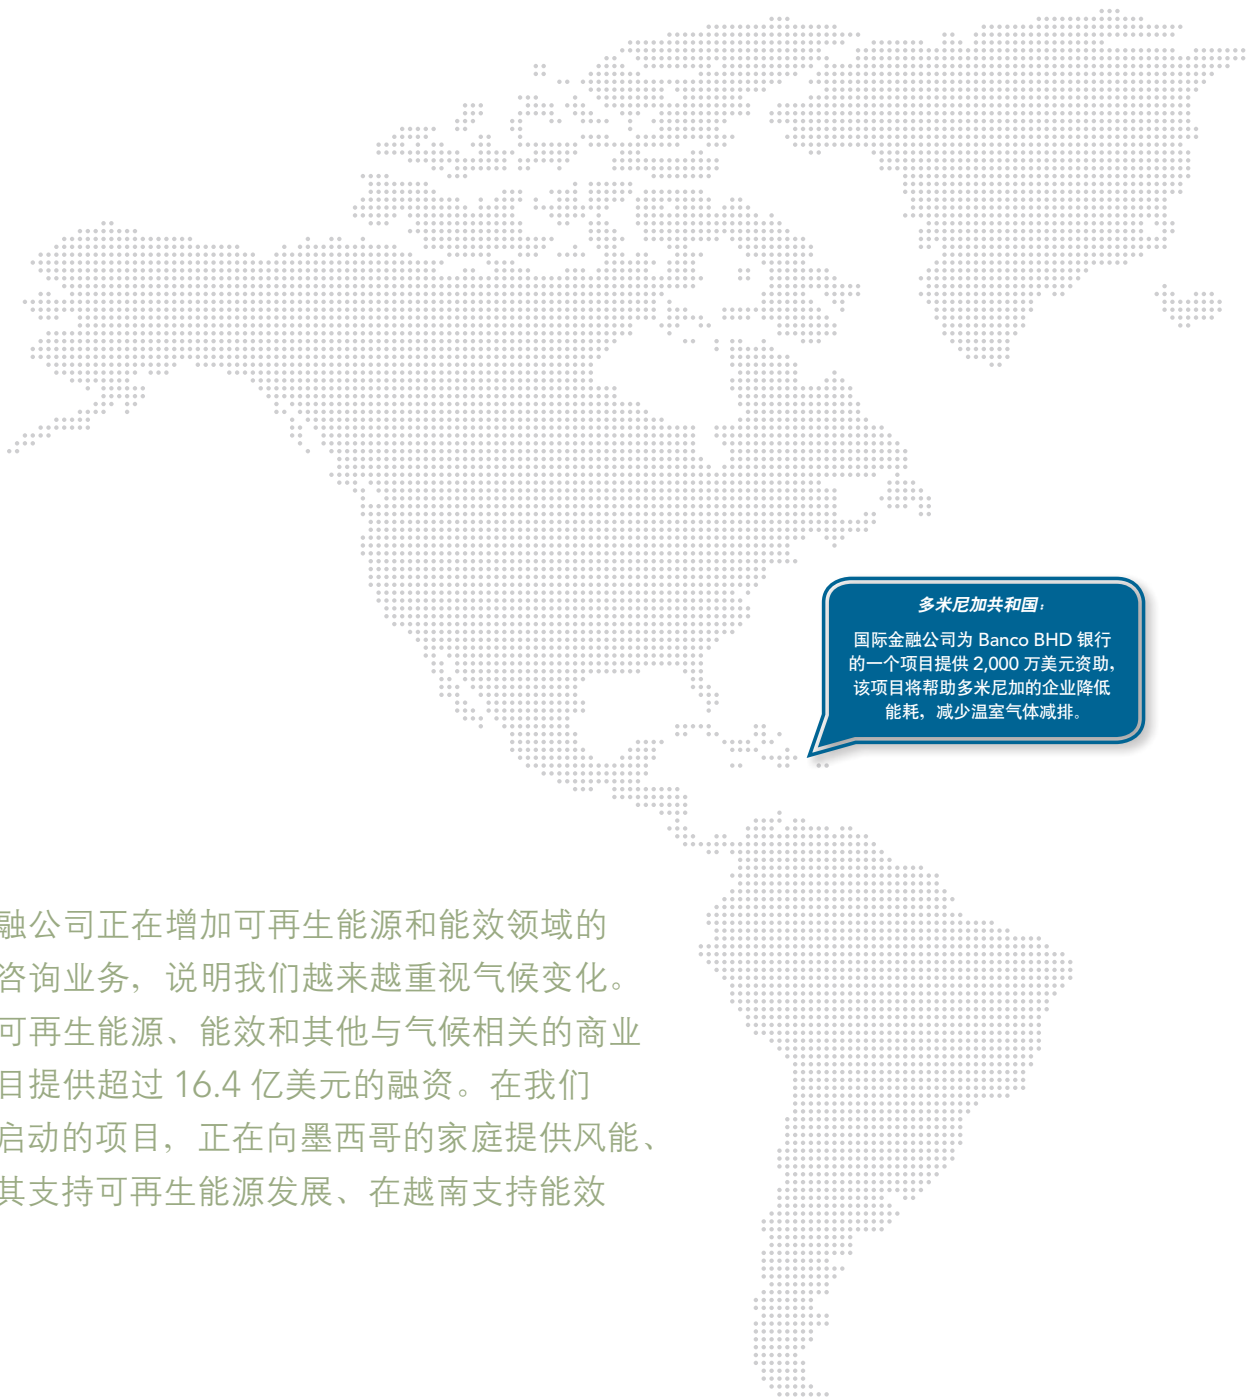 多米尼加共和国：
国际金融公司为 Banco BHD 银行
的一个项目提供 2,000 万美元资助，
该项目将帮助多米尼加的企业降低
能耗，减少温室气体减排。
融公司正在增加可再生能源和能效领域的
咨询业务，说明我们越来越重视气候变化。
可再生能源、能效和其他与气候相关的商业
目提供超过 16.4 亿美元的融资。在我们
启动的项目，正在向墨西哥的家庭提供风能、
其支持可再生能源发展、在越南支持能效